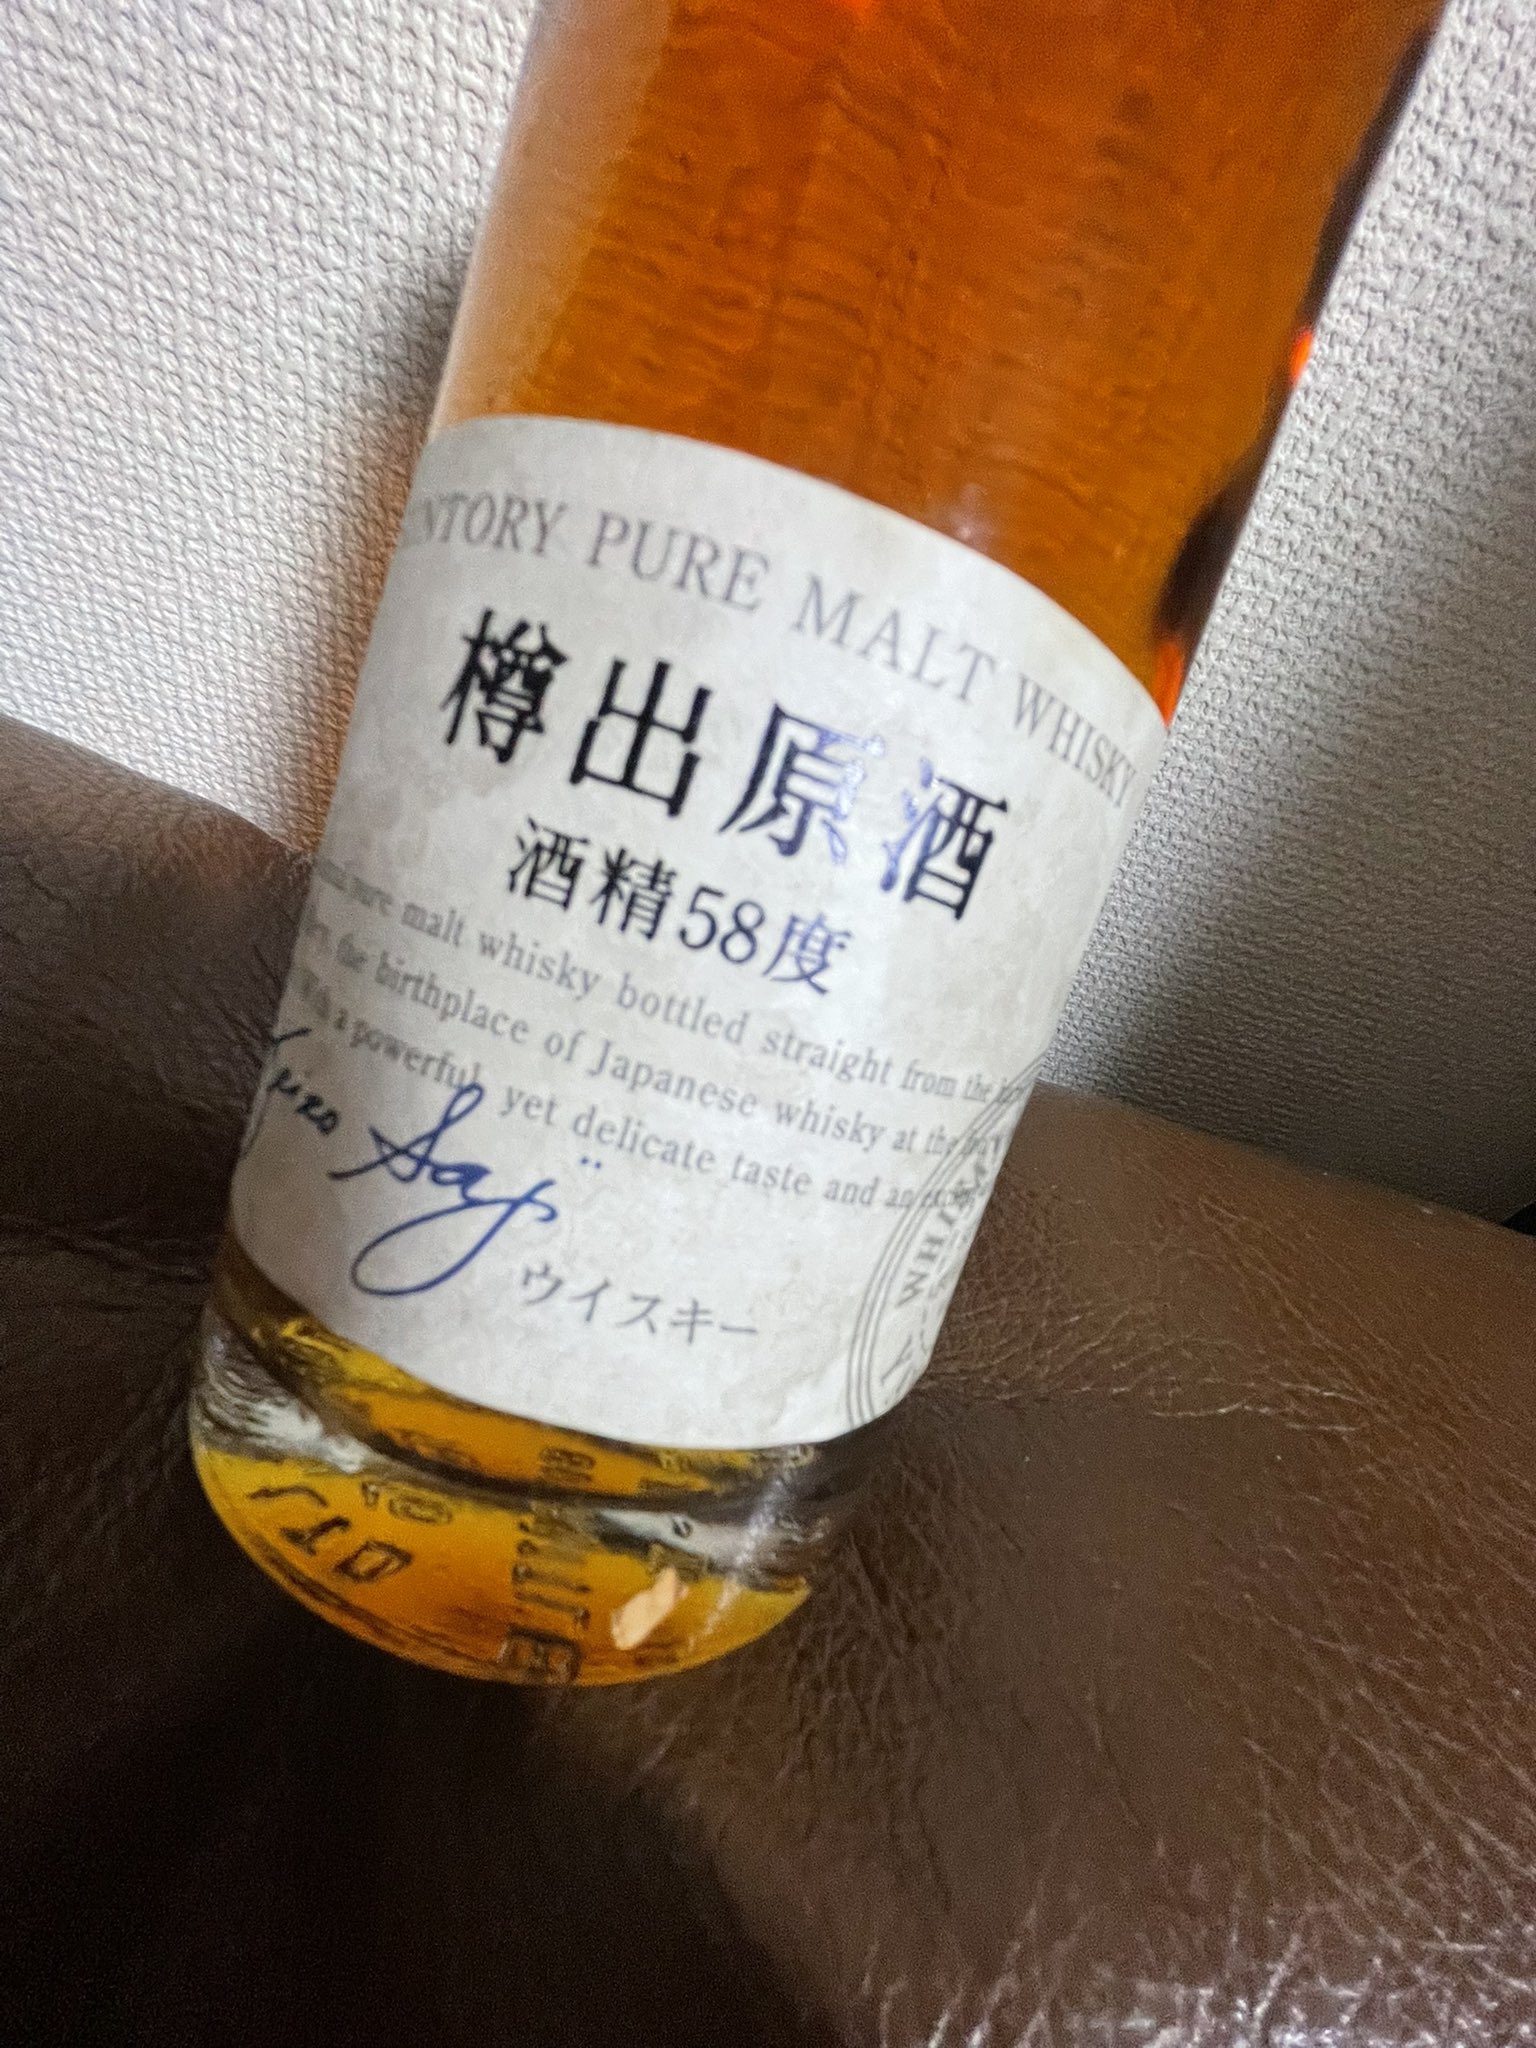 NTORY PURE MALT WHISKY
樽出原酒
酒精58度
pure malt whisky bottled straight from the
the birthplace of Japanese whisky at the
With a powerful, yet delicate taste and an
Saji
ウイスキー